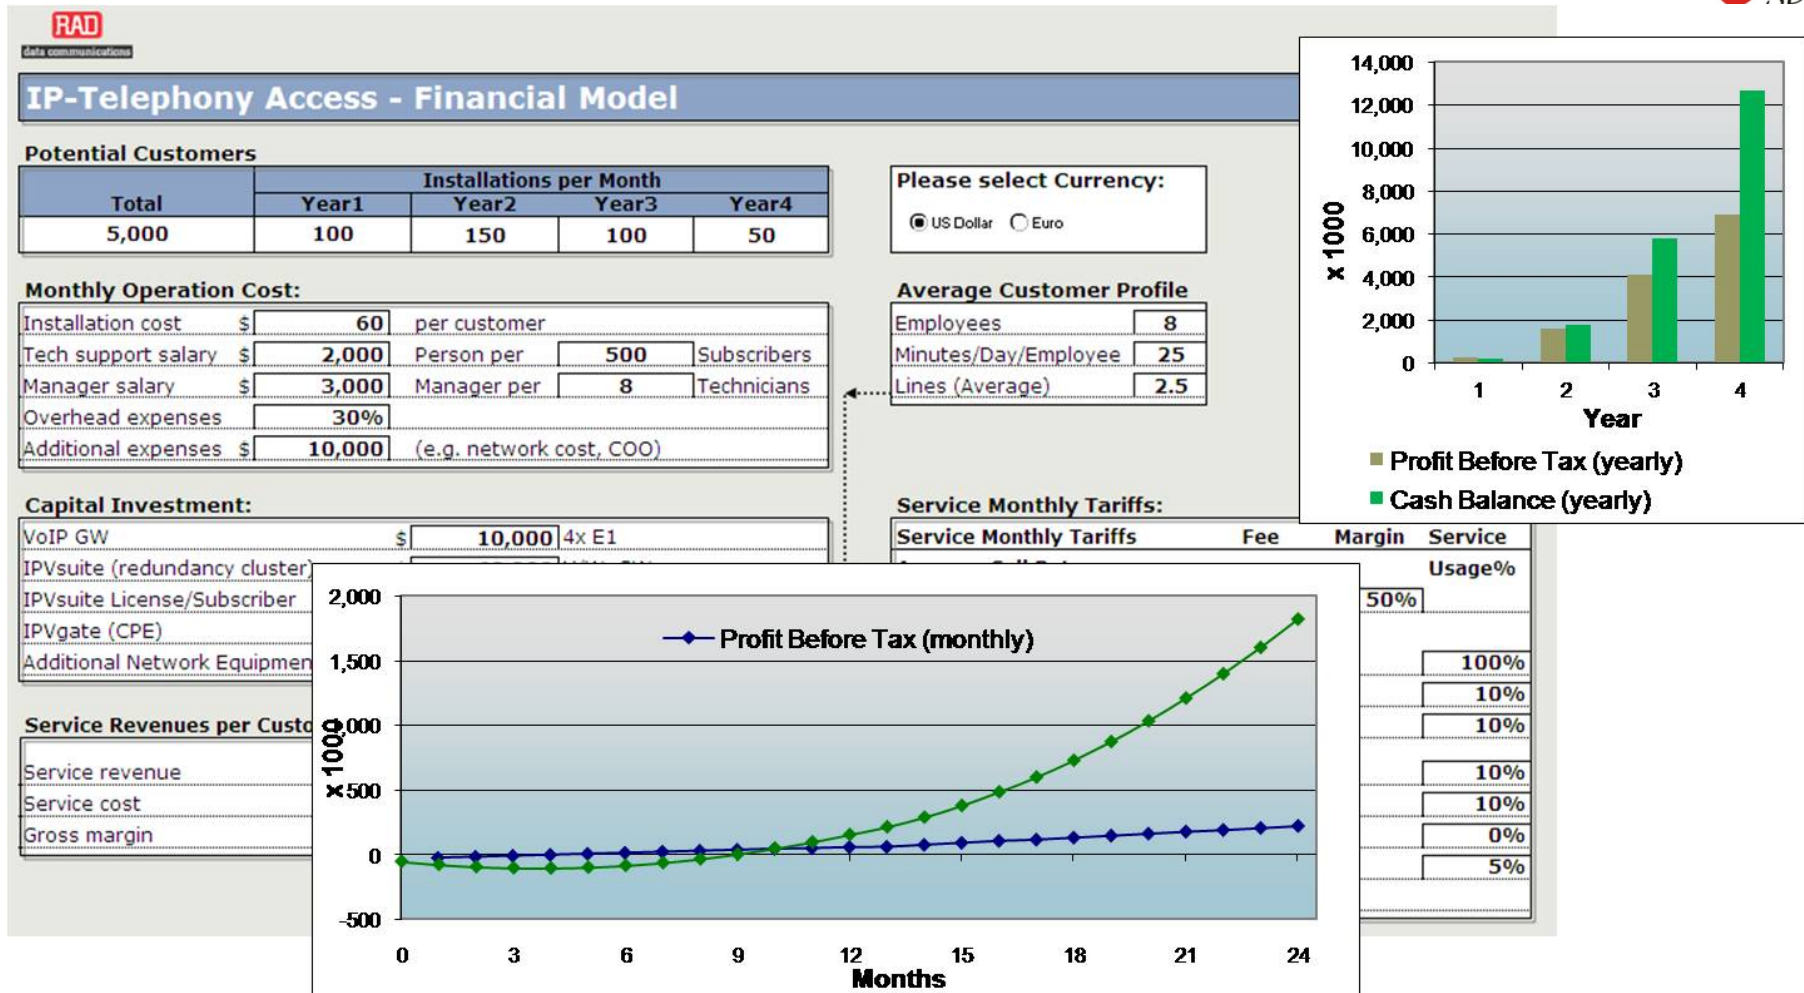 RAD
data communications
IP-Telephony Access - Financial Model
Potential Customers
Total
Installations per Month
Year1 Year2 Year3 Year4
5,000 100 150 100 50
Please select Currency:
US Dollar Euro
Monthly Operation Cost:
Installation cost $ 60 per customer
Tech support salary $ 2,000 Person per 500 Subscribers
Manager salary $ 3,000 Manager per 8 Technicians
Overhead expenses 30%
Additional expenses $ 10,000 (e.g. network cost, COO)
Average Customer Profile
Employees 8
Minutes/Day/Employee 25
Lines (Average) 2.5
Capital Investment:
VoIP GW $ 10,000 4x E1
IPVsuite (redundancy cluster)
IPVsuite License/Subscriber
IPVgate (CPE)
Additional Network Equipmen
Service Monthly Tariffs:
Service Monthly Tariffs Fee Margin Service
Usage%
50%
100%
10%
10%
10%
10%
0%
5%
Service Revenues per Custo
Service revenue
Service cost
Gross margin
14,000
12,000
10,000
8,000
6,000
4,000
2,000
0
x 1000
1 2 3 4
Year
Profit Before Tax (yearly)
Cash Balance (yearly)
2,000
1,500
1,000
500
0
-500
x 1000
Profit Before Tax (monthly)
0 3 6 9 12 15 18 21 24
Months